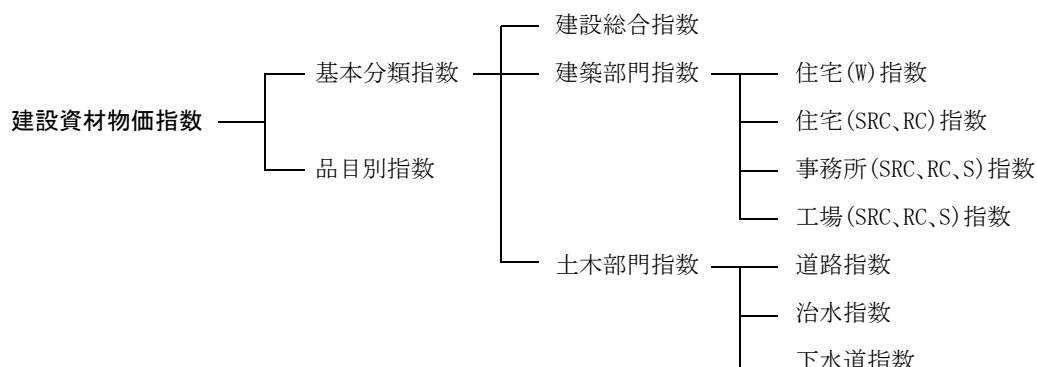 建設総合指数
基本分類指数 建築部門指数 住宅(W)指数
建設資材物価指数 住宅(SRC、RC)指数
品目別指数 事務所(SRC、RC、S)指数
工場(SRC、RC、S)指数
土木部門指数 道路指数
治水指数
下水道指数